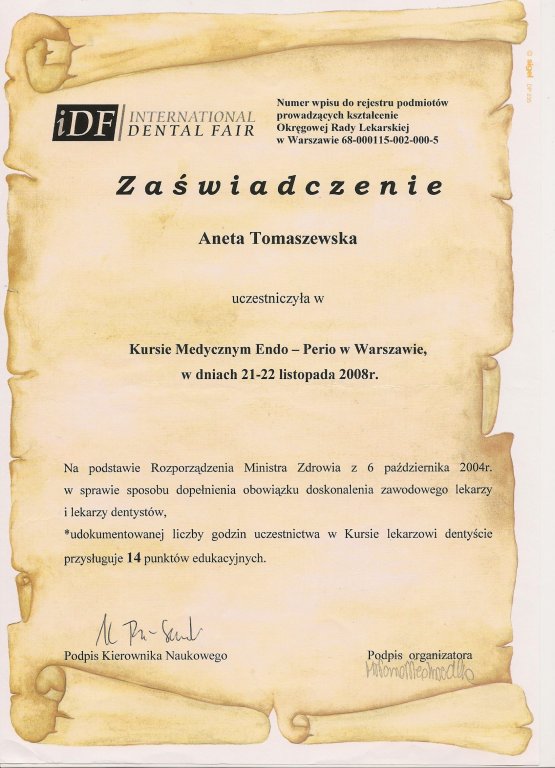 iDF INTERNATIONAL
DENTAL FAIR
Numer wpisu do rejestru podmiotów
prowadzących kształcenie
Okręgowej Rady Lekarskiej
w Warszawie 68-000115-002-000-5
Zaświadczenie
Aneta Tomaszewska
uczestniczyła w
Kursie Medycznym Endo – Perio w Warszawie,
w dniach 21-22 listopada 2008r.
Na podstawie Rozporządzenia Ministra Zdrowia z 6 października 2004r.
w sprawie sposobu dopełnienia obowiązku doskonalenia zawodowego lekarzy
i lekarzy dentystów,
*udokumentowanej liczby godzin uczestnictwa w Kursie lekarzowi dentyście
przysługuje 14 punktów edukacyjnych.
Podpis Kierownika Naukowego
Podpis organizatora
© sigel DP 235